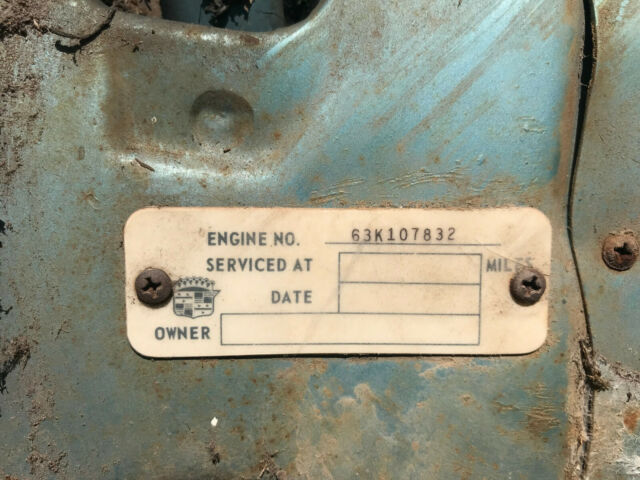 ENGINE NO. 63K107832
SERVICED AT MILES
DATE
OWNER